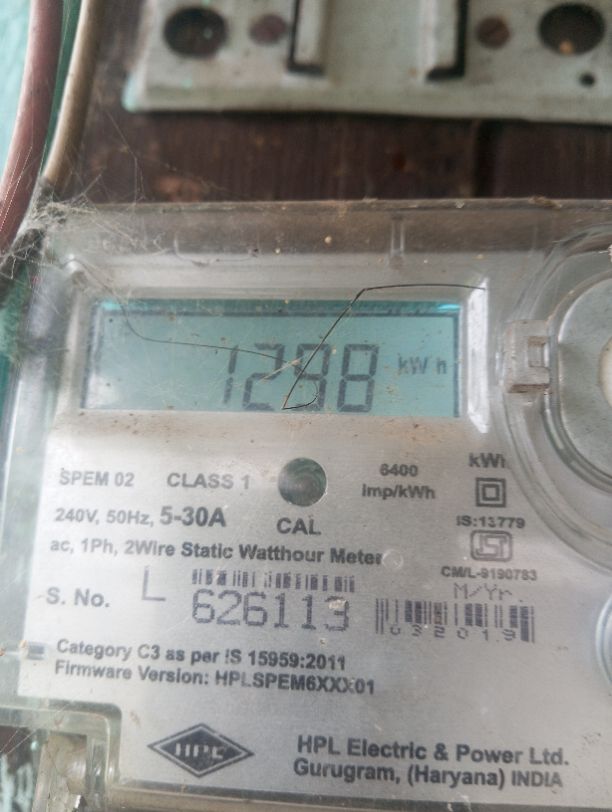 1288 kWh
SPEM 02 CLASS 1 6400 kWh
240V, 50Hz, 5-30A CAL Imp/kWh
IS:13779
ac, 1Ph, 2Wire Static Watthour Meter
CM/L-9190783
S. No. L 626113 M/Yr.
032019
Category C3 as per IS 15959:2011
Firmware Version: HPLSPEM6XXX01
HPL HPL Electric & Power Ltd.
Gurugram, (Haryana) INDIA